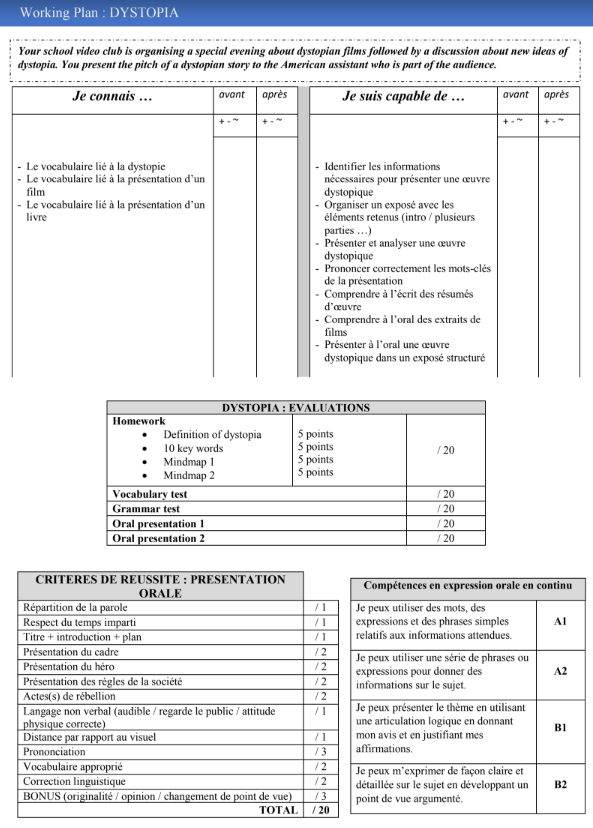 Working Plan : DYSTOPIA
Your school video club is organising a special evening about dystopian films followed by a discussion about new ideas of
dystopia. You present the pitch of a dystopian story to the American assistant who is part of the audience.
Je connais …
avant
après
+ - ~
+ - ~
- Le vocabulaire lié à la dystopie
- Le vocabulaire lié à la présentation d’un
film
- Le vocabulaire lié à la présentation d’un
livre
Je suis capable de …
avant
après
+ - ~
+ - ~
- Identifier les informations
nécessaires pour présenter une œuvre
dystopique
- Organiser un exposé avec les
éléments retenus (intro / plusieurs
parties …)
- Présenter et analyser une œuvre
dystopique
- Prononcer correctement les mots-clés
de la présentation
- Comprendre à l’écrit des résumés
d’œuvre
- Comprendre à l’oral des extraits de
films
- Présenter à l’oral une œuvre
dystopique dans un exposé structuré
DYSTOPIA : EVALUATIONS
Homework
• Definition of dystopia 5 points
• 10 key words 5 points
• Mindmap 1 5 points
• Mindmap 2 5 points
/ 20
Vocabulary test / 20
Grammar test / 20
Oral presentation 1 / 20
Oral presentation 2 / 20
CRITERES DE REUSSITE : PRESENTATION
ORALE
Répartition de la parole / 1
Respect du temps imparti / 1
Titre + introduction + plan / 1
Présentation du cadre / 2
Présentation du héro / 2
Présentation des règles de la société / 2
Actes(s) de rébellion / 2
Langage non verbal (audible / regarde le public / attitude / 1
physique correcte)
Distance par rapport au visuel / 1
Prononciation / 3
Vocabulaire approprié / 2
Correction linguistique / 2
BONUS (originalité / opinion / changement de point de vue) / 3
TOTAL / 20
Compétences en expression orale en continu
Je peux utiliser des mots, des
expressions et des phrases simples
relatifs aux informations attendues.
A1
Je peux utiliser une série de phrases ou
expressions pour donner des
informations sur le sujet.
A2
Je peux présenter le thème en utilisant
une articulation logique en donnant
mon avis et en justifiant mes
affirmations.
B1
Je peux m’exprimer de façon claire et
détaillée sur le sujet en développant un
point de vue argumenté.
B2